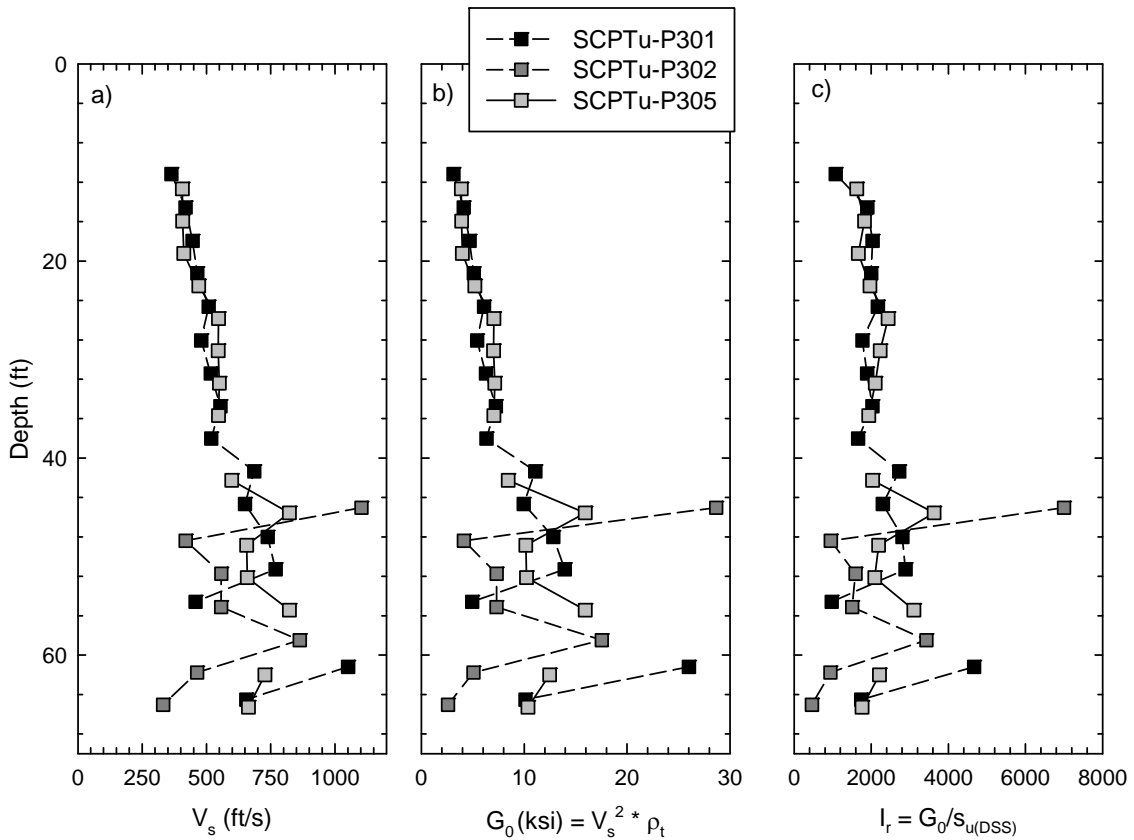 SCPTu-P301
SCPTu-P302
SCPTu-P305
a)
b)
c)
0
20
40
60
Depth (ft)
0 250 500 750 1000
0 10 20 30
0 2000 4000 6000 8000
V_s (ft/s)
G_0 (ksi) = V_s^2 * ρ_t
I_r = G_0/s_u(DSS)